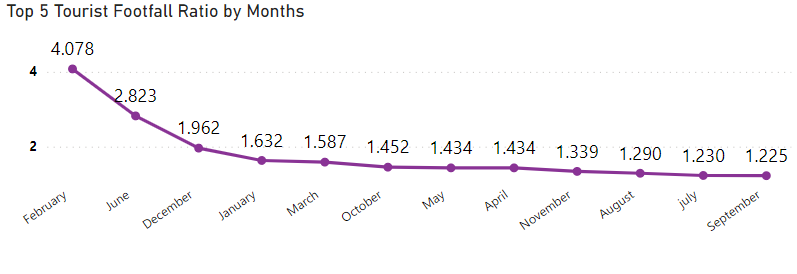 Top 5 Tourist Footfall Ratio by Months
4.078
4
2.823
1.962
2
1.632
1.587
1.452
1.434
1.434
1.339
1.290
1.230
1.225
February
June
December
January
March
October
May
April
November
August
july
September